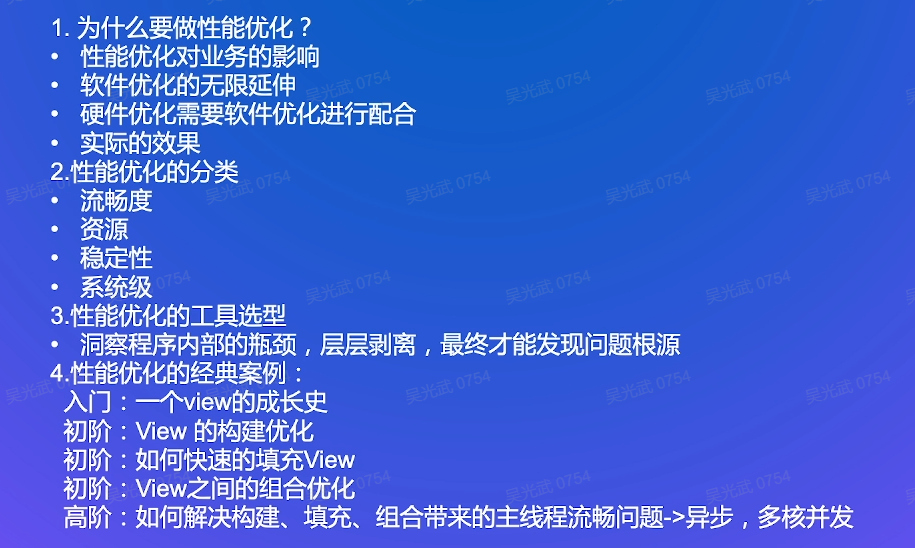 1. 为什么要做性能优化？
• 性能优化对业务的影响
• 软件优化的无限延伸
• 硬件优化需要软件优化进行配合
• 实际的效果
2.性能优化的分类
• 流畅度
• 资源
• 稳定性
• 系统级
3.性能优化的工具选型
• 洞察程序内部的瓶颈，层层剥离，最终才能发现问题根源
4.性能优化的经典案例：
入门：一个view的成长史
初阶：View 的构建优化
初阶：如何快速的填充View
初阶：View之间的组合优化
高阶：如何解决构建、填充、组合带来的主线程流畅问题->异步，多核并发
吴光武 0754